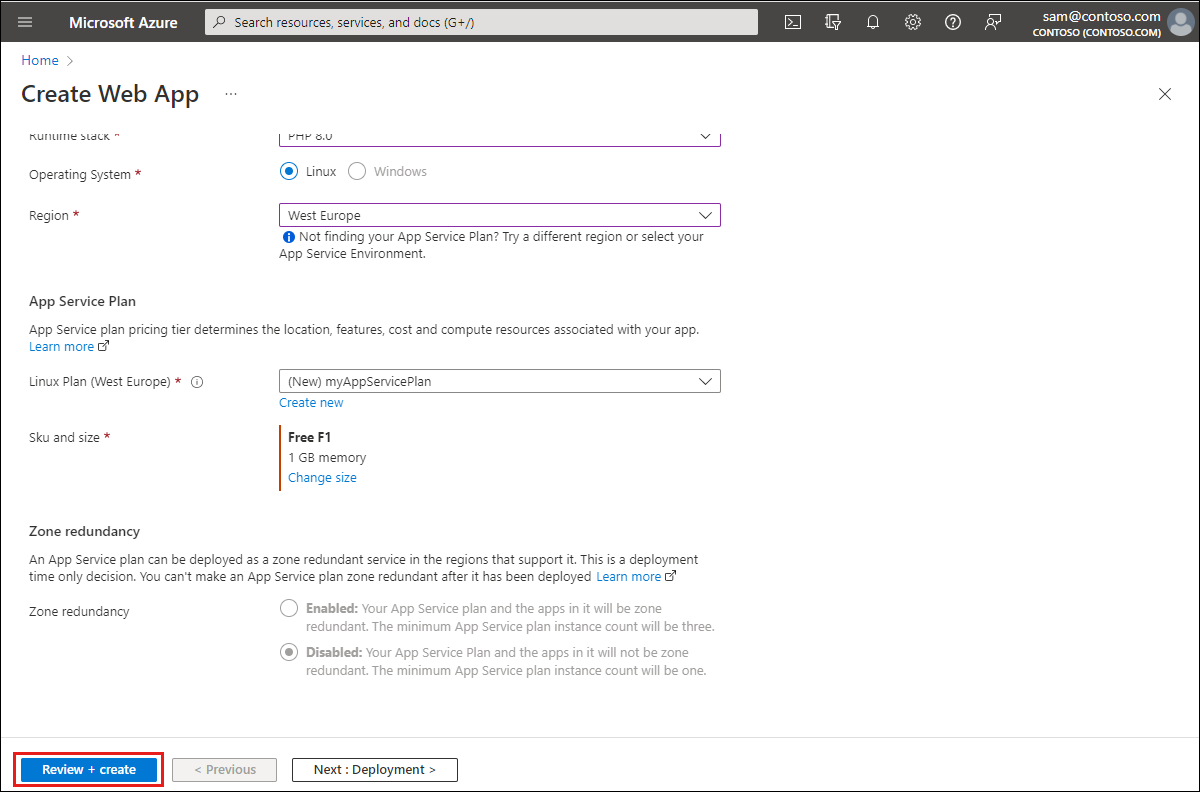 Microsoft Azure
Search resources, services, and docs (G+/)
sam@contoso.com
CONTOSO (CONTOSO.COM)
Home >
Create Web App ...
Runtime stack *
PHP 8.0
Operating System *
Linux
Windows
Region *
West Europe
Not finding your App Service Plan? Try a different region or select your
App Service Environment.
App Service Plan
App Service plan pricing tier determines the location, features, cost and compute resources associated with your app.
Learn more
Linux Plan (West Europe) *
(New) myAppServicePlan
Create new
Sku and size *
Free F1
1 GB memory
Change size
Zone redundancy
An App Service plan can be deployed as a zone redundant service in the regions that support it. This is a deployment
time only decision. You can't make an App Service plan zone redundant after it has been deployed Learn more
Zone redundancy
Enabled: Your App Service plan and the apps in it will be zone
redundant. The minimum App Service plan instance count will be three.
Disabled: Your App Service Plan and the apps in it will not be zone
redundant. The minimum App Service plan instance count will be one.
Review + create
< Previous
Next : Deployment >